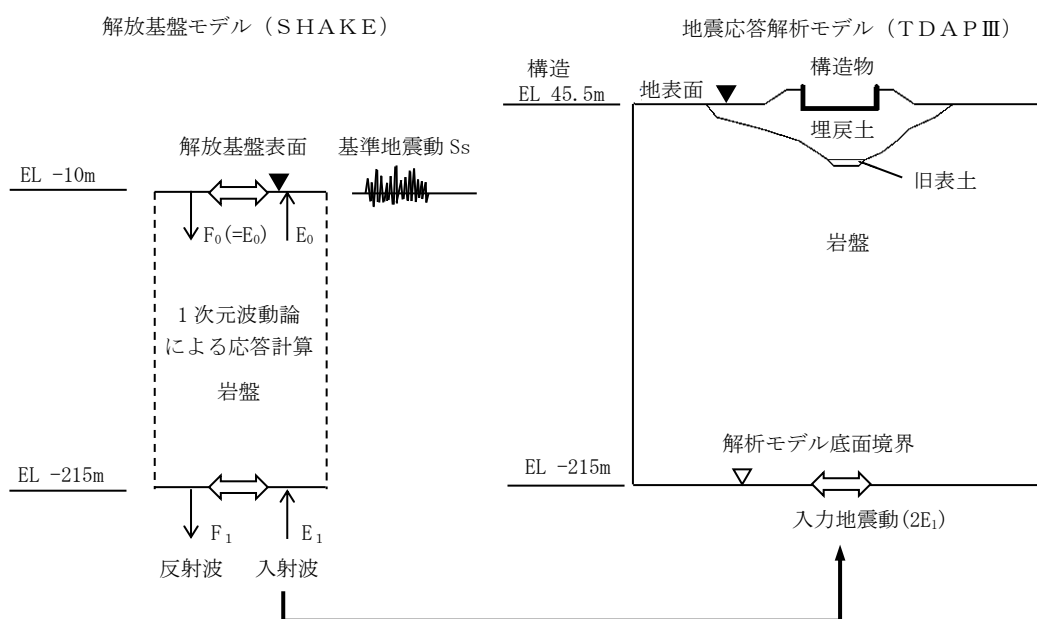 解放基盤モデル（ＳＨＡＫＥ）
解放基盤表面
基準地震動 Ss
EL -10m
F₀(=E₀)
E₀
1 次元波動論
による応答計算
岩盤
EL -215m
F₁
E₁
反射波
入射波
地震応答解析モデル（ＴＤＡＰⅢ）
構造
EL 45.5m
地表面
構造物
埋戻土
旧表土
岩盤
解析モデル底面境界
EL -215m
入力地震動(2E₁)